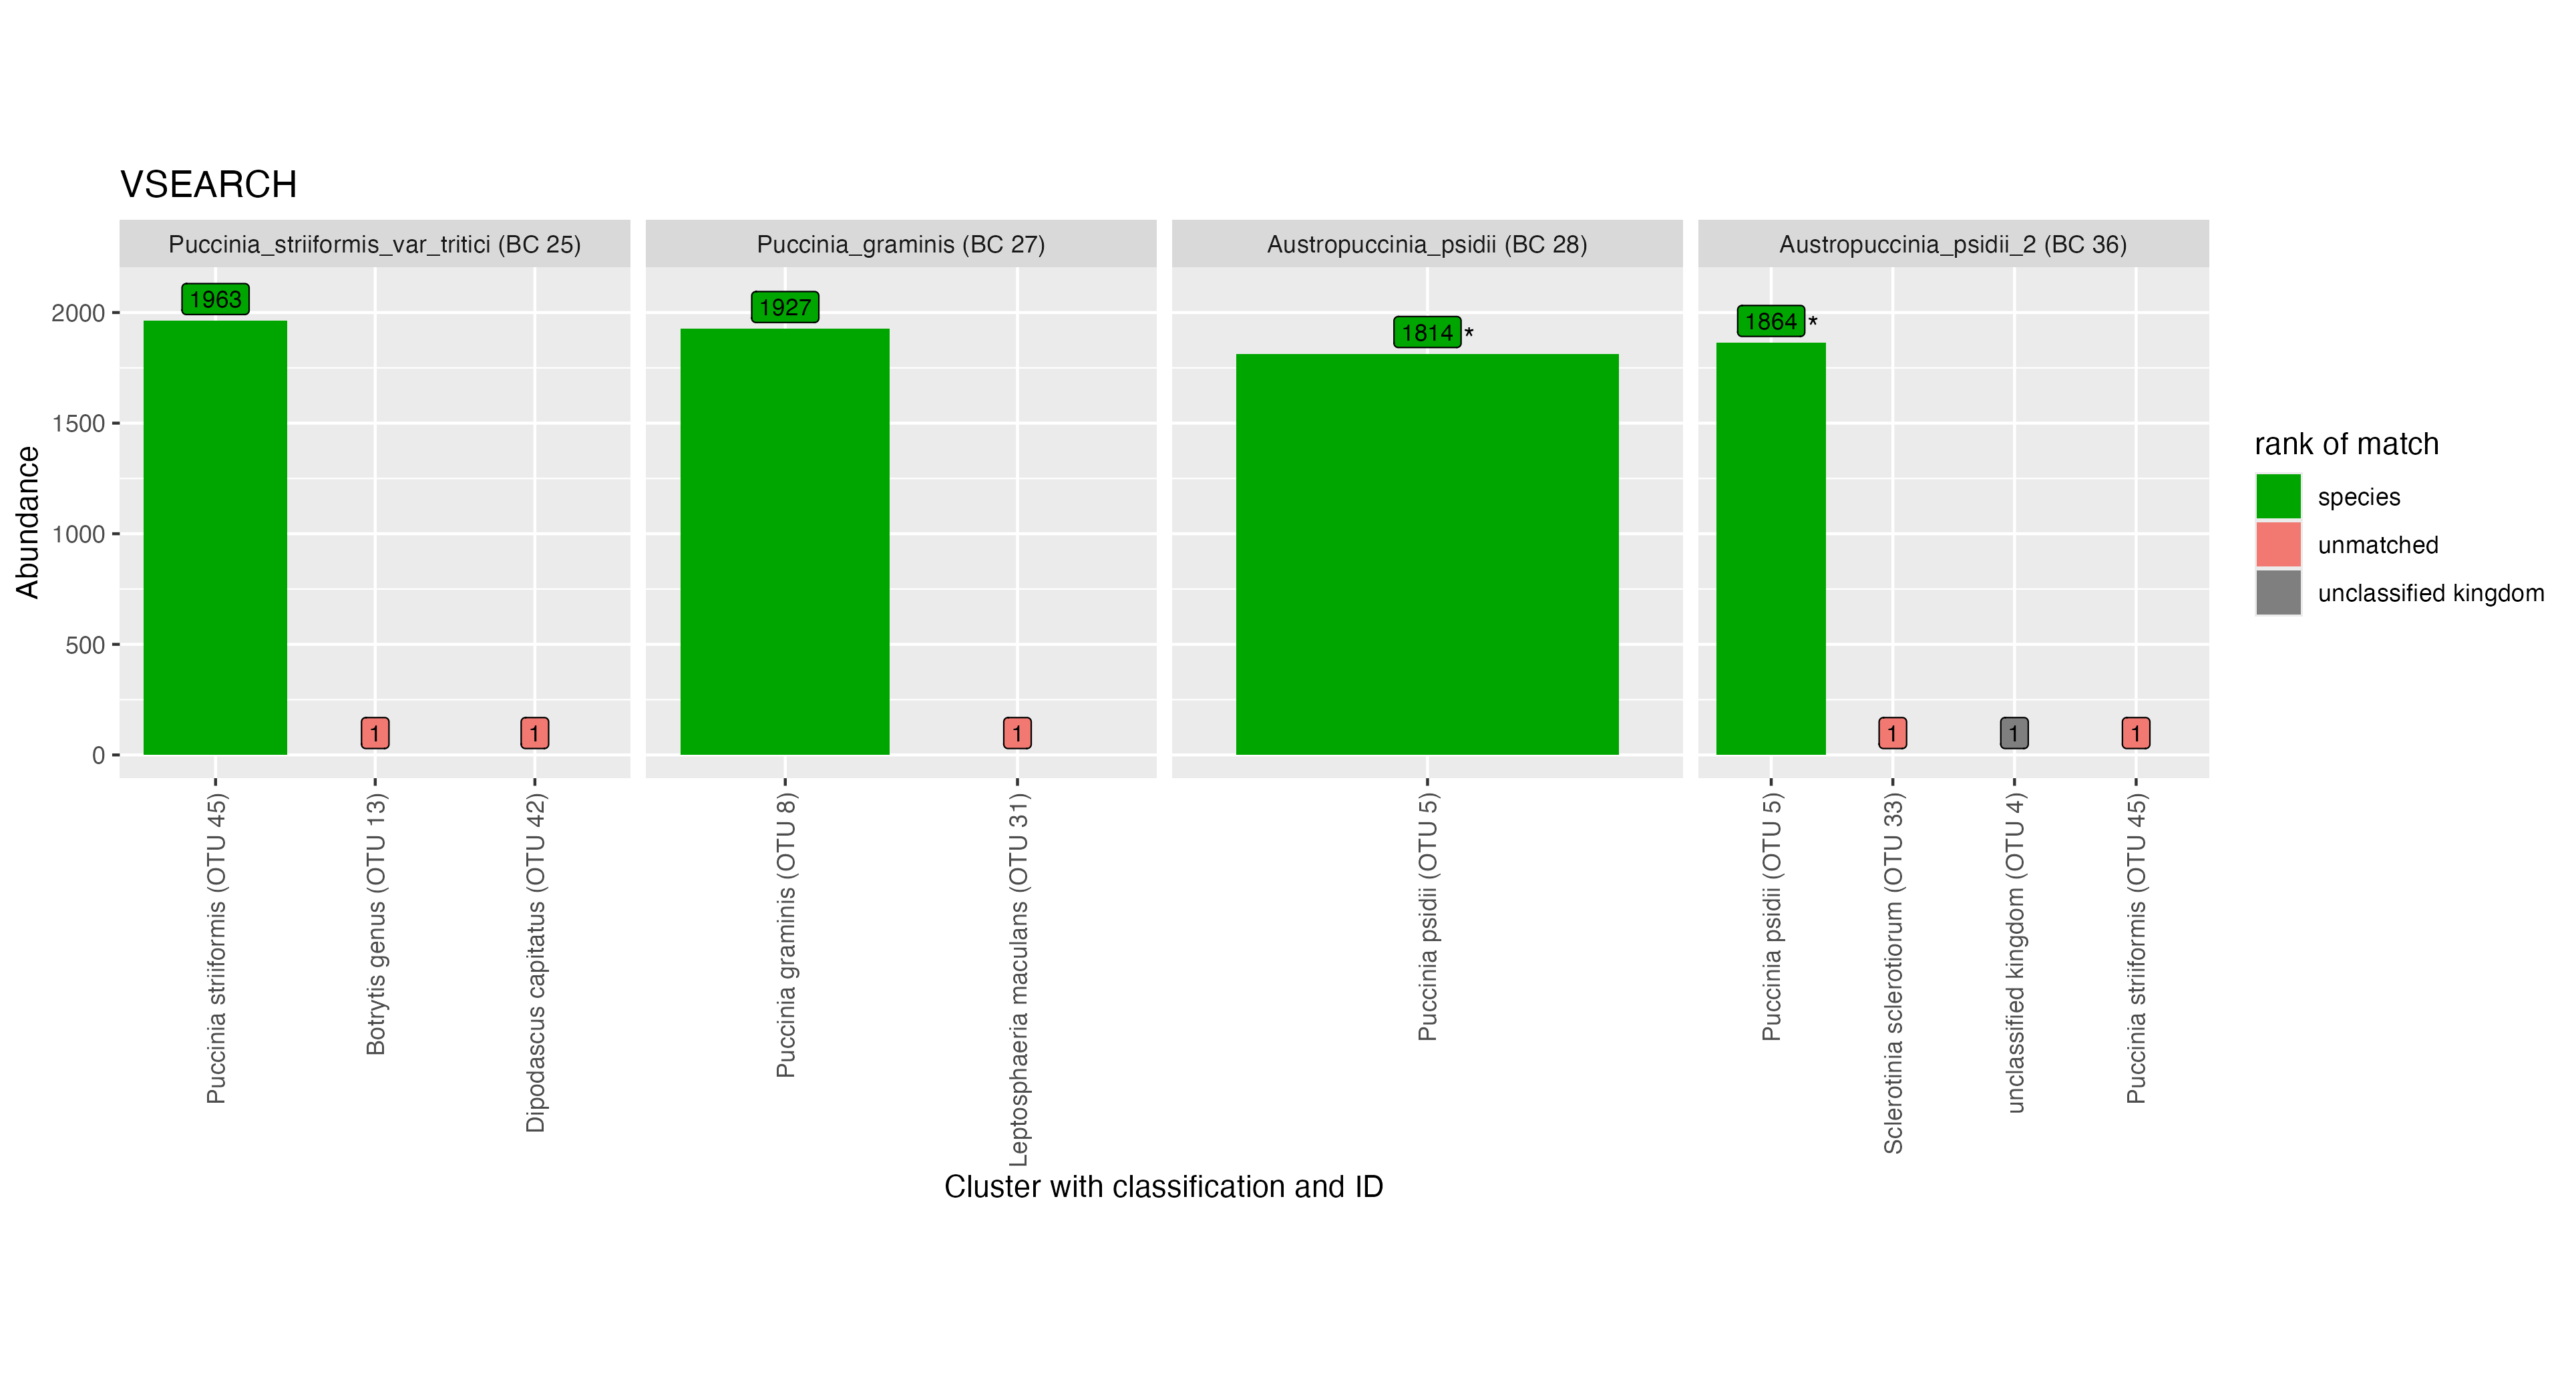 VSEARCH
Puccinia_striiformis_var_tritici (BC 25)
Puccinia_graminis (BC 27)
Austropuccinia_psidii (BC 28)
Austropuccinia_psidii_2 (BC 36)
Abundance
2000
1500
1000
500
0
1963
1
1
1927
1
1814 *
1864 *
1
1
1
Puccinia striiformis (OTU 45)
Botrytis genus (OTU 13)
Dipodascus capitatus (OTU 42)
Puccinia graminis (OTU 8)
Leptosphaeria maculans (OTU 31)
Puccinia psidii (OTU 5)
Puccinia psidii (OTU 5)
Sclerotinia sclerotiorum (OTU 33)
unclassified kingdom (OTU 4)
Puccinia striiformis (OTU 45)
Cluster with classification and ID
rank of match
species
unmatched
unclassified kingdom